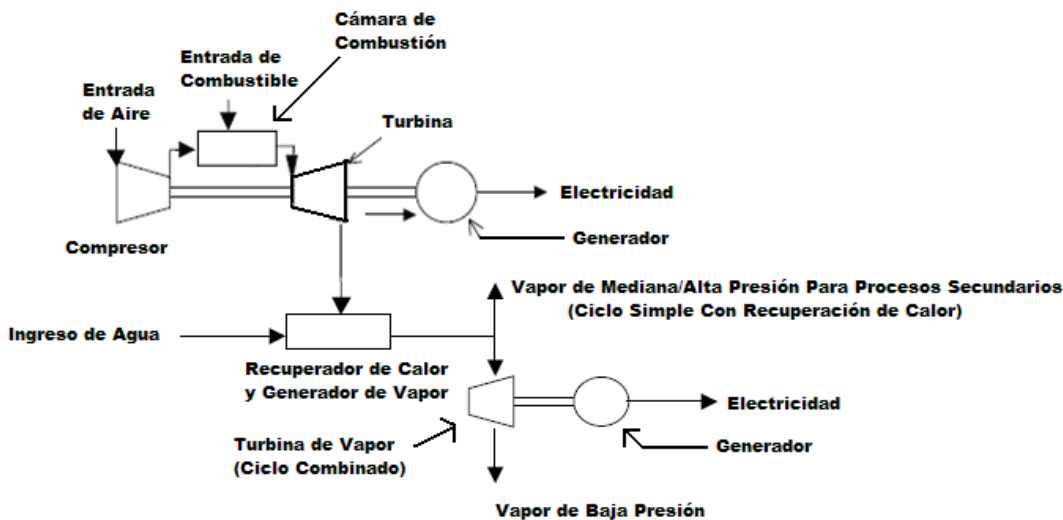 Cámara de
Combustión
Entrada de
Combustible
Entrada
de Aire
Turbina
Electricidad
Compresor
Generador
Vapor de Mediana/Alta Presión Para Procesos Secundarios
(Ciclo Simple Con Recuperación de Calor)
Ingreso de Agua
Recuperador de Calor
y Generador de Vapor
Electricidad
Turbina de Vapor
(Ciclo Combinado)
Generador
Vapor de Baja Presión